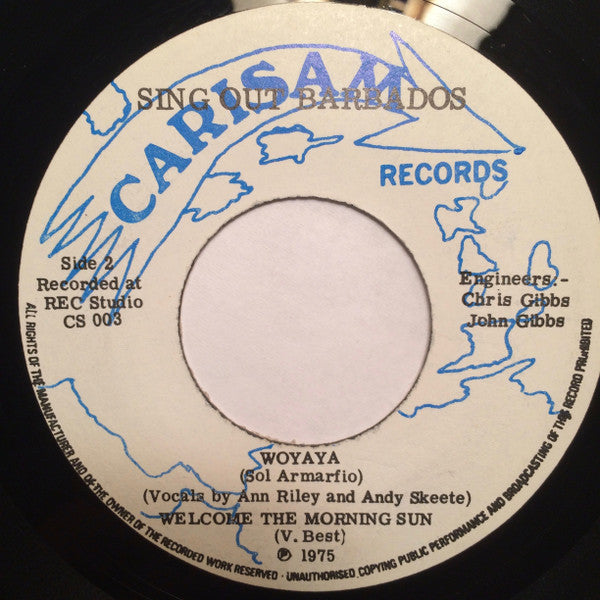 SING OUT BARBADOS
CARISAM
RECORDS
Side 2
Recorded at
REC Studio
CS 003
Engineers:-
Chris Gibbs
John Gibbs
WOYAYA
(Sol Armarfio)
(Vocals by Ann Riley and Andy Skeete)
WELCOME THE MORNING SUN
(V. Best)
℗ 1975
ALL RIGHTS OF THE MANUFACTURER AND OF THE OWNER OF THE RECORDED WORK RESERVED · UNAUTHORISED COPYING PUBLIC PERFORMANCE AND BROADCASTING OF THE RECORD PROHIBITED